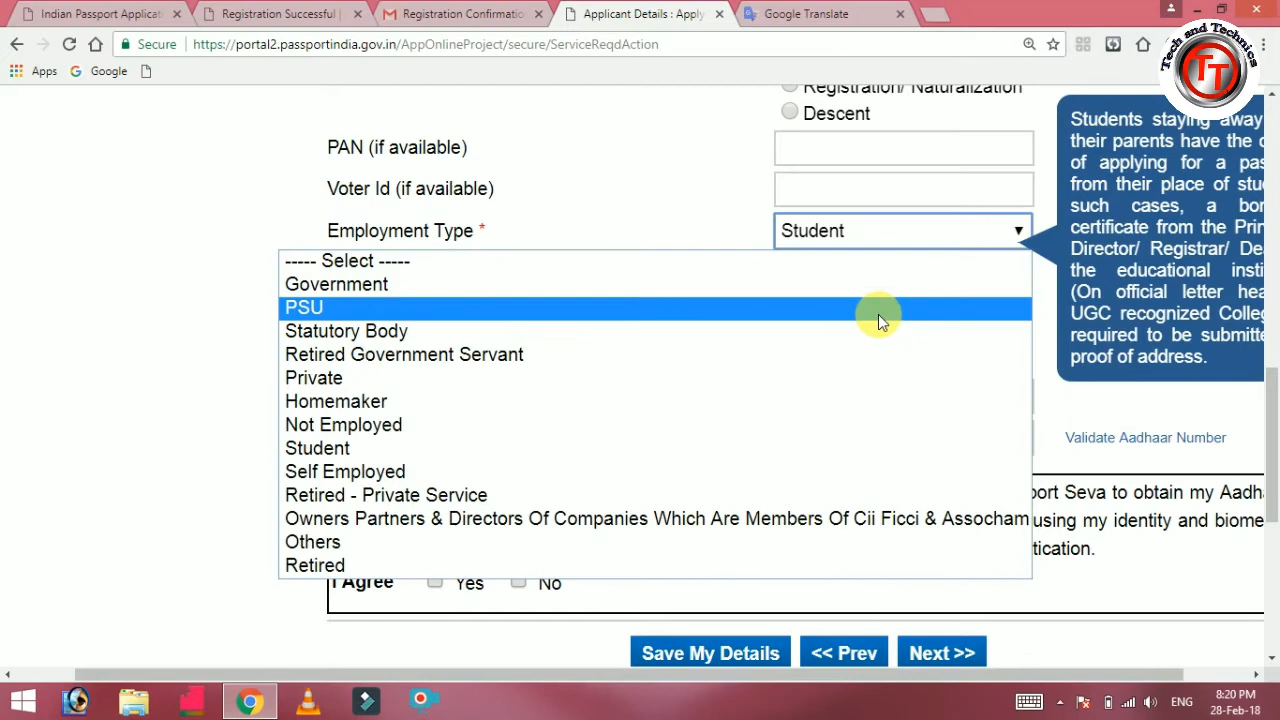 Indian Passport Applicat
Registration Successful |
Registration Confirmatio
Applicant Details : Apply
Google Translate
Secure https://portal2.passportindia.gov.in/AppOnlineProject/secure/ServiceReqdAction
Apps Google
Tech and Technics
TT
Registration/ Naturalization
Descent
PAN (if available)
Voter Id (if available)
Employment Type * Student
----- Select -----
Government
PSU
Statutory Body
Retired Government Servant
Private
Homemaker
Not Employed
Student
Self Employed
Retired - Private Service
Owners Partners & Directors Of Companies Which Are Members Of Cii Ficci & Assocham
Others
Retired
Students staying away
their parents have the o
of applying for a pas
from their place of stu
such cases, a bon
certificate from the Prin
Director/ Registrar/ De
the educational insti
(On official letter hea
UGC recognized Colleg
required to be submitte
proof of address.
Validate Aadhaar Number
port Seva to obtain my Aadh
using my identity and biome
tication.
I Agree Yes No
Save My Details << Prev Next >>
ENG
8:20 PM
28-Feb-18